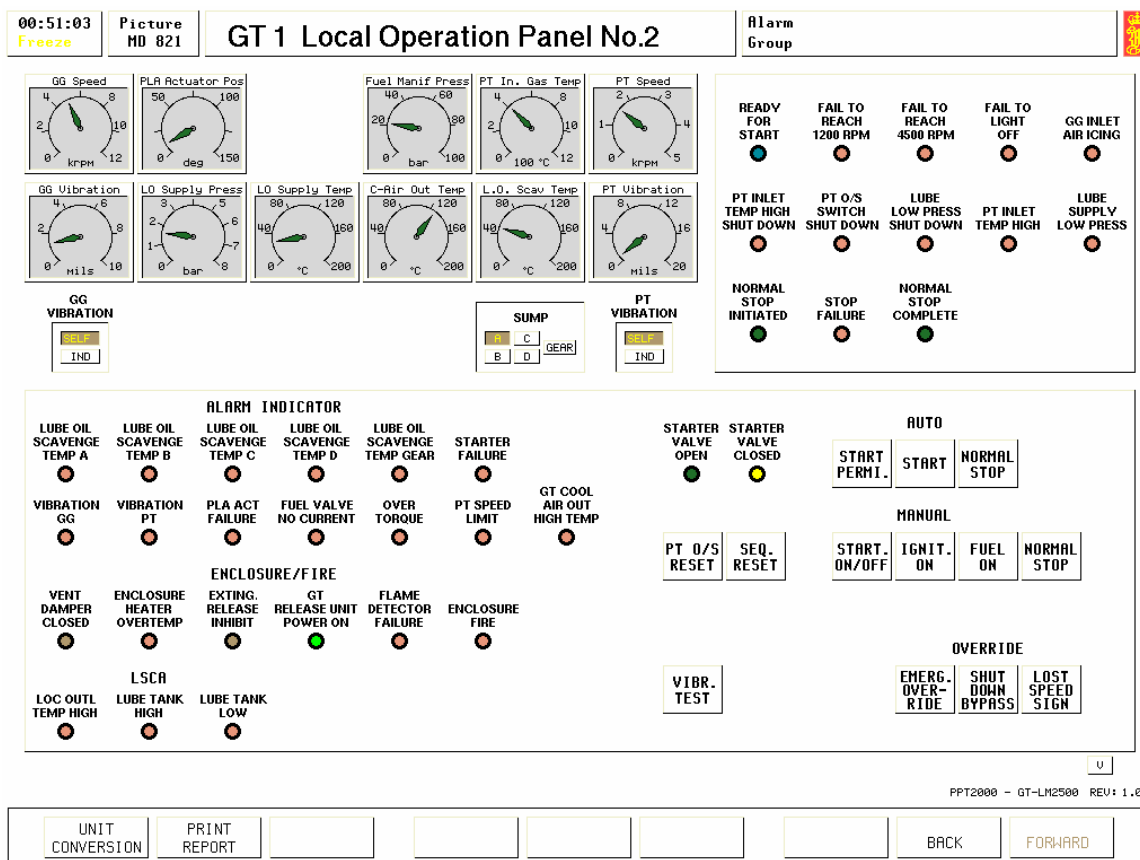 00:51:03
Freeze
Picture
MD 821
GT 1 Local Operation Panel No.2
Alarm
Group
GG Speed
2 4 8 10
0 krpm 12
PLA Actuator Pos
50 100
0 deg 150
Fuel Manif Press
20 40 60 80
0 bar 100
PT In. Gas Temp
2 4 8 10
0 100 °C 12
PT Speed
1 2 3 4
0 krpm 5
GG Vibration
2 4 6 8
0 Mils 10
LO Supply Press
1 2 3 5 6 7
0 bar 8
LO Supply Temp
40 80 120 160
0 °C 200
C-Air Out Temp
40 80 120 160
0 °C 200
L.O. Scav Temp
40 80 120 160
0 °C 200
PT Vibration
4 8 12 16
0 Mils 20
GG
VIBRATION
SELF
IND
SUMP
A C
B D
GEAR
PT
VIBRATION
SELF
IND
READY
FOR
START
FAIL TO
REACH
1200 RPM
FAIL TO
REACH
4500 RPM
FAIL TO
LIGHT
OFF
GG INLET
AIR ICING
PT INLET
TEMP HIGH
SHUT DOWN
PT O/S
SWITCH
SHUT DOWN
LUBE
LOW PRESS
SHUT DOWN
PT INLET
TEMP HIGH
LUBE
SUPPLY
LOW PRESS
NORMAL
STOP
INITIATED
STOP
FAILURE
NORMAL
STOP
COMPLETE
ALARM INDICATOR
LUBE OIL
SCAVENGE
TEMP A
LUBE OIL
SCAVENGE
TEMP B
LUBE OIL
SCAVENGE
TEMP C
LUBE OIL
SCAVENGE
TEMP D
LUBE OIL
SCAVENGE
TEMP GEAR
STARTER
FAILURE
VIBRATION
GG
VIBRATION
PT
PLA ACT
FAILURE
FUEL VALVE
NO CURRENT
OVER
TORQUE
PT SPEED
LIMIT
GT COOL
AIR OUT
HIGH TEMP
ENCLOSURE/FIRE
VENT
DAMPER
CLOSED
ENCLOSURE
HEATER
OVERTEMP
EXTING.
RELEASE
INHIBIT
GT
RELEASE UNIT
POWER ON
FLAME
DETECTOR
FAILURE
ENCLOSURE
FIRE
LSCA
LOC OUTL
TEMP HIGH
LUBE TANK
HIGH
LUBE TANK
LOW
STARTER
VALVE
OPEN
STARTER
VALVE
CLOSED
AUTO
START
PERMI.
START
NORMAL
STOP
PT O/S
RESET
SEQ.
RESET
MANUAL
START.
ON/OFF
IGNIT.
ON
FUEL
ON
NORMAL
STOP
VIBR.
TEST
OVERRIDE
EMERG.
OVER-
RIDE
SHUT
DOWN
BYPASS
LOST
SPEED
SIGN
V
PPT2000 - GT-LM2500 REV: 1.0
UNIT
CONVERSION
PRINT
REPORT
BACK
FORWARD